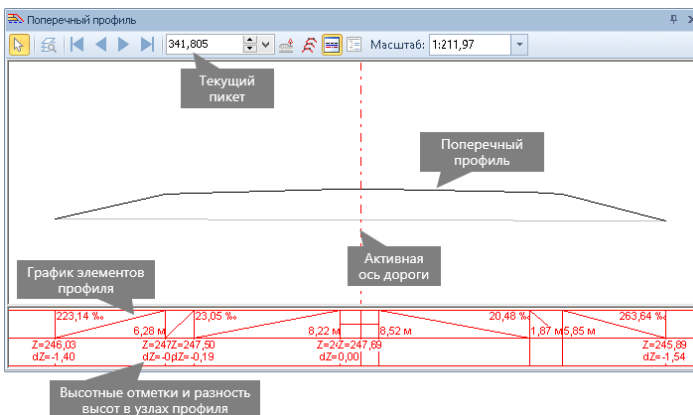 Поперечный профиль
341,805 Масштаб: 1:211,97
Текущий
пикет
Поперечный
профиль
Активная
ось дороги
График элементов
профиля
223,14 ‰ 23,05 ‰ 20,48 ‰ 263,64 ‰
6,28 м 8,22 м 8,52 м 1,87 м 5,85 м
Z=246,03 Z=247,50 Z=247,69 Z=245,89
dZ=-1,40 dZ=-0,19 dZ=0,00 dZ=-1,54
Высотные отметки и разность
высот в узлах профиля